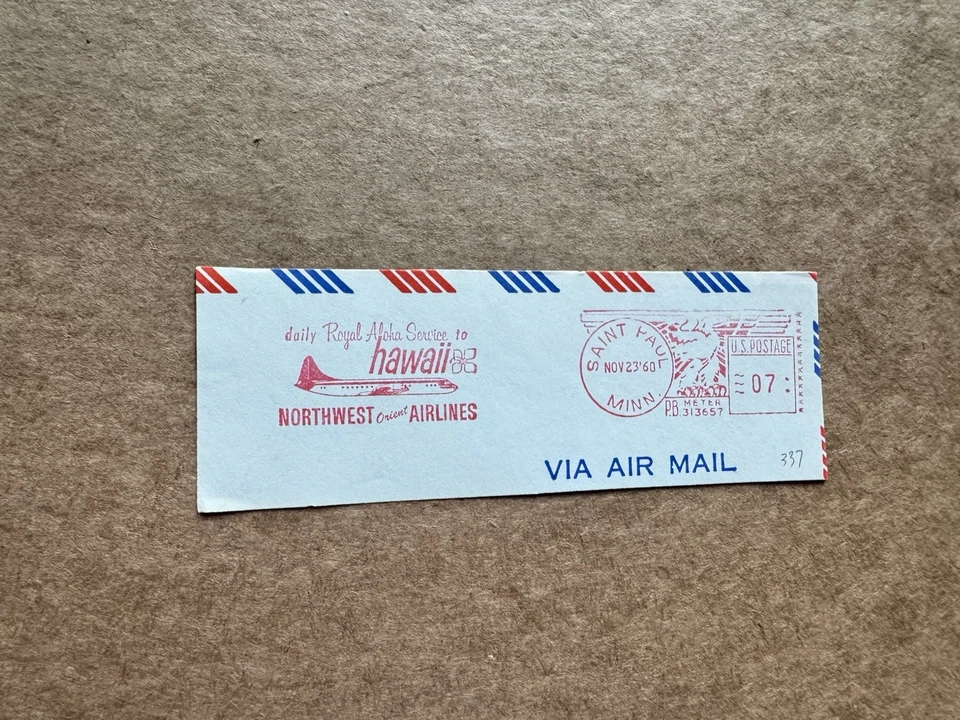 daily Royal Aloha Service to
hawaii
NORTHWEST Orient AIRLINES
SAINT PAUL
NOV 23 '60
MINN.
P.B. METER
313657
U.S. POSTAGE
07
VIA AIR MAIL
337